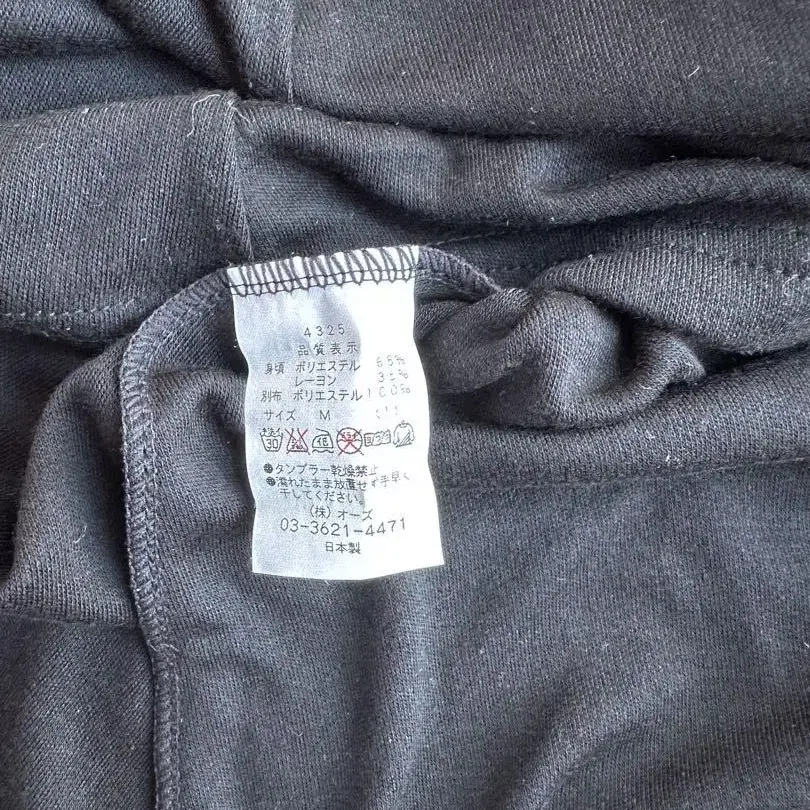 4325
品質表示
身頃 ポリエステル 65%
レーヨン 35%
別布 ポリエステル 100%
サイズ M
●タンブラー乾燥禁止
●濡れたまま放置せず手早く
干してください。
(株)オーズ
03-3621-4471
日本製